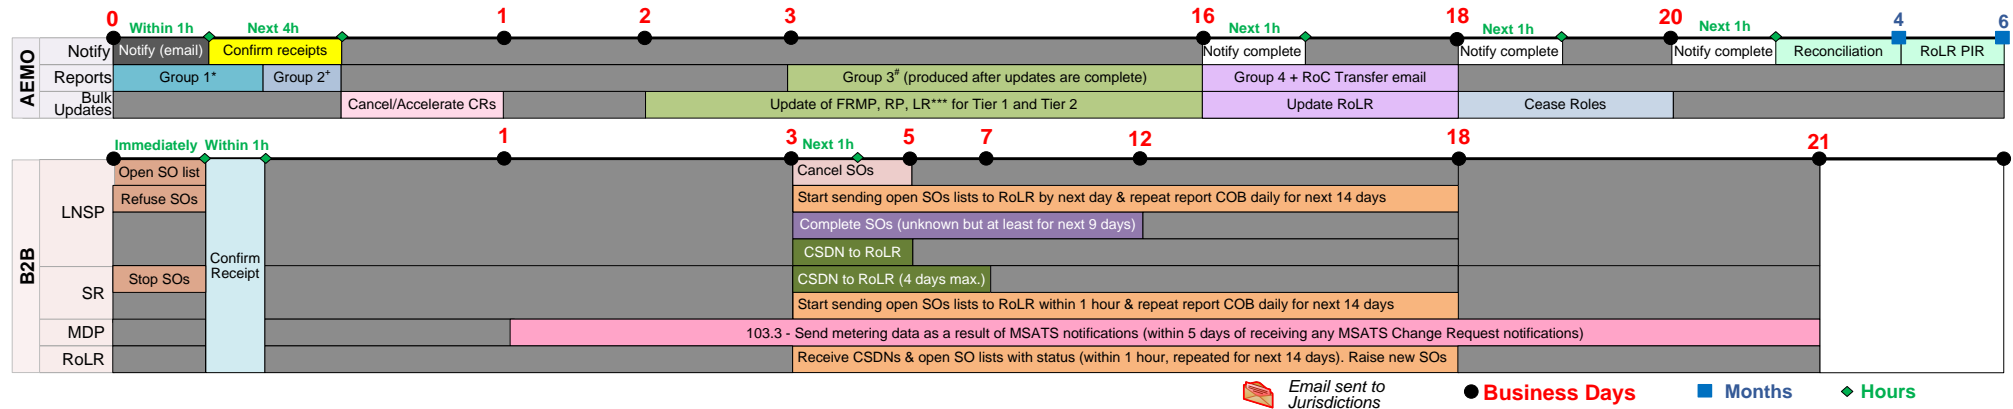 0 1 2 3 16 18 20 4 6
Within 1h Next 4h Next 1h Next 1h Next 1h
AEMO
Notify Notify (email) Confirm receipts Notify complete Notify complete Notify complete Reconciliation RoLR PIR
Reports Group 1* Group 2+ Group 3# (produced after updates are complete) Group 4 + RoC Transfer email
Bulk
Updates Cancel/Accelerate CRs Update of FRMP, RP, LR*** for Tier 1 and Tier 2 Update RoLR Cease Roles
1 3 5 7 12 18 21
Immediately Within 1h Next 1h
B2B
LNSP
Open SO list Cancel SOs
Refuse SOs Start sending open SOs lists to RoLR by next day & repeat report COB daily for next 14 days
Complete SOs (unknown but at least for next 9 days)
Confirm
Receipt
CSDN to RoLR
SR
Stop SOs CSDN to RoLR (4 days max.)
Start sending open SOs lists to RoLR within 1 hour & repeat report COB daily for next 14 days
MDP 103.3 - Send metering data as a result of MSATS notifications (within 5 days of receiving any MSATS Change Request notifications)
RoLR Receive CSDNs & open SO lists with status (within 1 hour, repeated for next 14 days). Raise new SOs
Email sent to
Jurisdictions
Business Days Months Hours